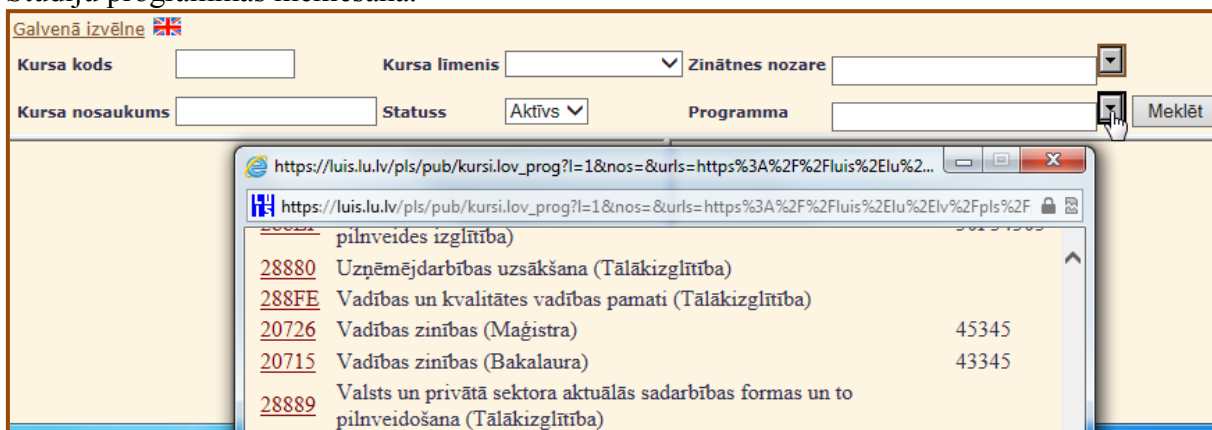 Galvenā izvēlne
Kursa kods Kursa līmenis Zinātnes nozare
Kursa nosaukums Statuss Aktīvs Programma Meklēt
https://luis.lu.lv/pls/pub/kursi.lov_prog?l=1&nos=&urls=https%3A%2F%2Fluis%2Elu%2...
https://luis.lu.lv/pls/pub/kursi.lov_prog?l=1&nos=&urls=https%3A%2F%2Fluis%2Elu%2Elv%2Fpls%2F
pilnveides izglītība)
28880 Uzņēmējdarbības uzsākšana (Tālākizglītība)
288FE Vadības un kvalitātes vadības pamati (Tālākizglītība)
20726 Vadības zinības (Maģistra) 45345
20715 Vadības zinības (Bakalaura) 43345
Valsts un privātā sektora aktuālās sadarbības formas un to
28889
pilnveidošana (Tālākizglītība)